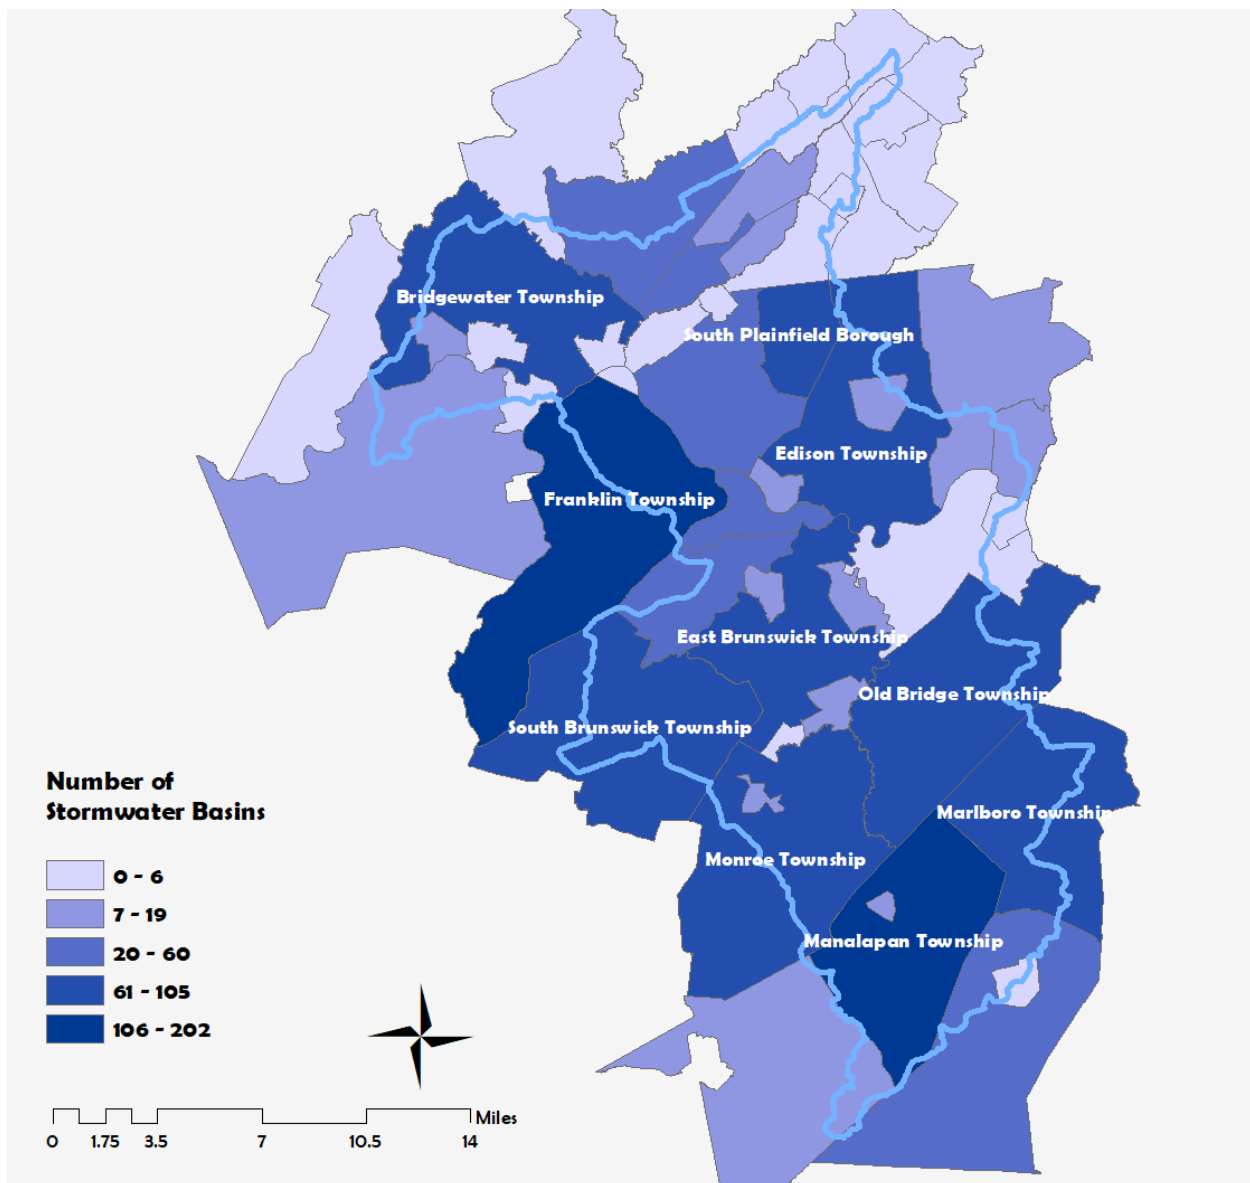 Bridgewater Township
South Plainfield Borough
Edison Township
Franklin Township
East Brunswick Township
Old Bridge Township
South Brunswick Township
Marlboro Township
Monroe Township
Manalapan Township
Number of
Stormwater Basins
0 - 6
7 - 19
20 - 60
61 - 105
106 - 202
Miles
0 1.75 3.5 7 10.5 14